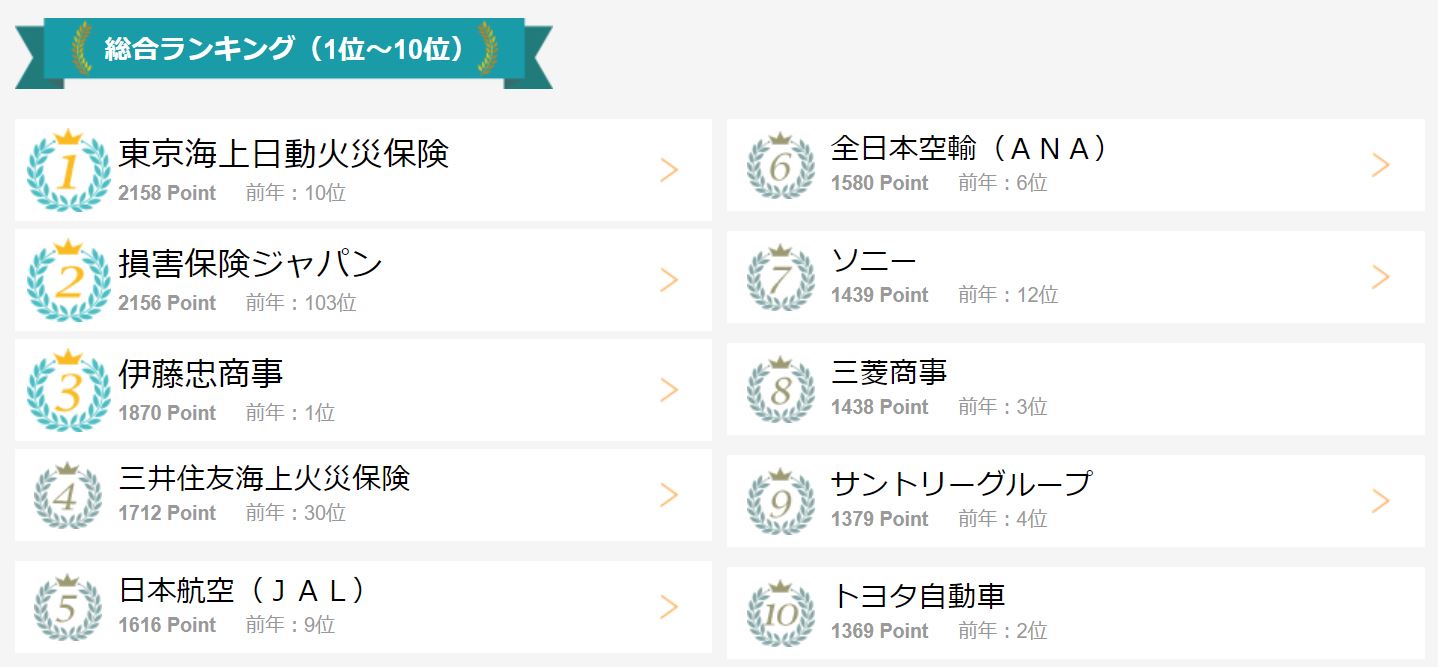 総合ランキング（1位～10位）
1
東京海上日動火災保険
2158 Point 前年：10位
2
損害保険ジャパン
2156 Point 前年：103位
3
伊藤忠商事
1870 Point 前年：1位
4
三井住友海上火災保険
1712 Point 前年：30位
5
日本航空（ＪＡＬ）
1616 Point 前年：9位
6
全日本空輸（ＡＮＡ）
1580 Point 前年：6位
7
ソニー
1439 Point 前年：12位
8
三菱商事
1438 Point 前年：3位
9
サントリーグループ
1379 Point 前年：4位
10
トヨタ自動車
1369 Point 前年：2位